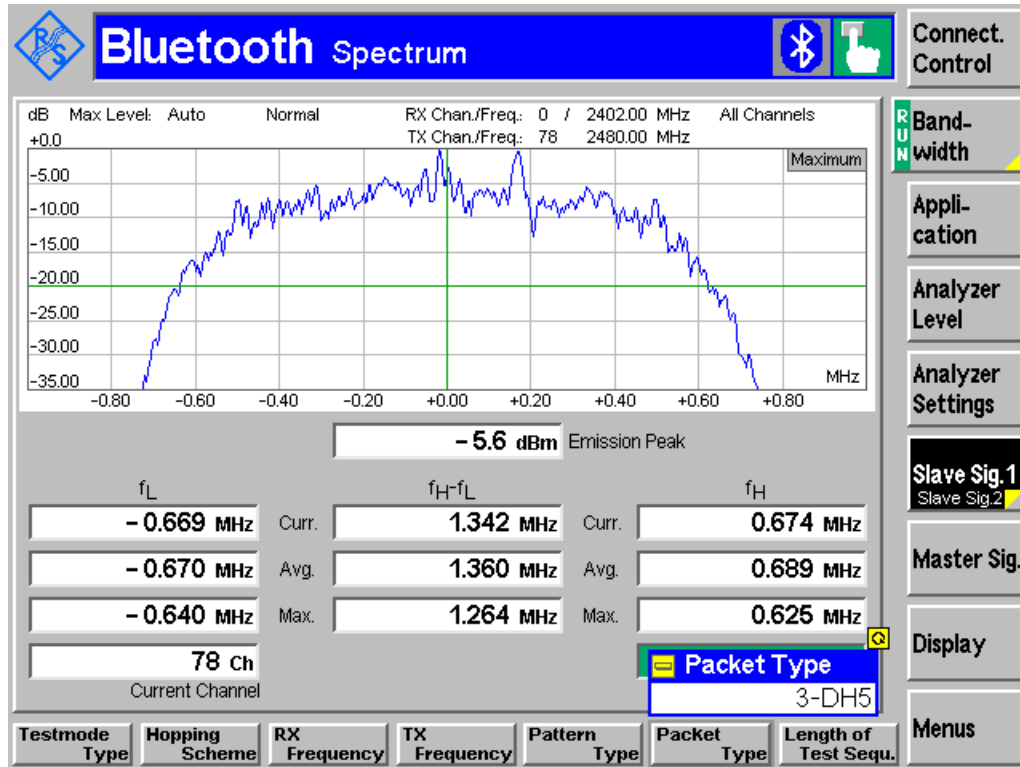 R&S
Bluetooth Spectrum
Connect.
Control
dB Max Level: Auto Normal RX Chan./Freq.: 0 / 2402.00 MHz All Channels
TX Chan./Freq.: 78 2480.00 MHz
+0.0
Maximum
-5.00
-10.00
-15.00
-20.00
-25.00
-30.00
-35.00
MHz
-0.80 -0.60 -0.40 -0.20 +0.00 +0.20 +0.40 +0.60 +0.80
RUN
Band-
width
Appli-
cation
Analyzer
Level
Analyzer
Settings
Slave Sig.1
Slave Sig.2
Master Sig.
Display
Menus
-5.6 dBm Emission Peak
fL fH-fL fH
-0.669 MHz Curr. 1.342 MHz Curr. 0.674 MHz
-0.670 MHz Avg. 1.360 MHz Avg. 0.689 MHz
-0.640 MHz Max. 1.264 MHz Max. 0.625 MHz
78 Ch
Current Channel
Packet Type
3-DH5
Testmode Type
Hopping Scheme
RX Frequency
TX Frequency
Pattern Type
Packet Type
Length of Test Sequ.